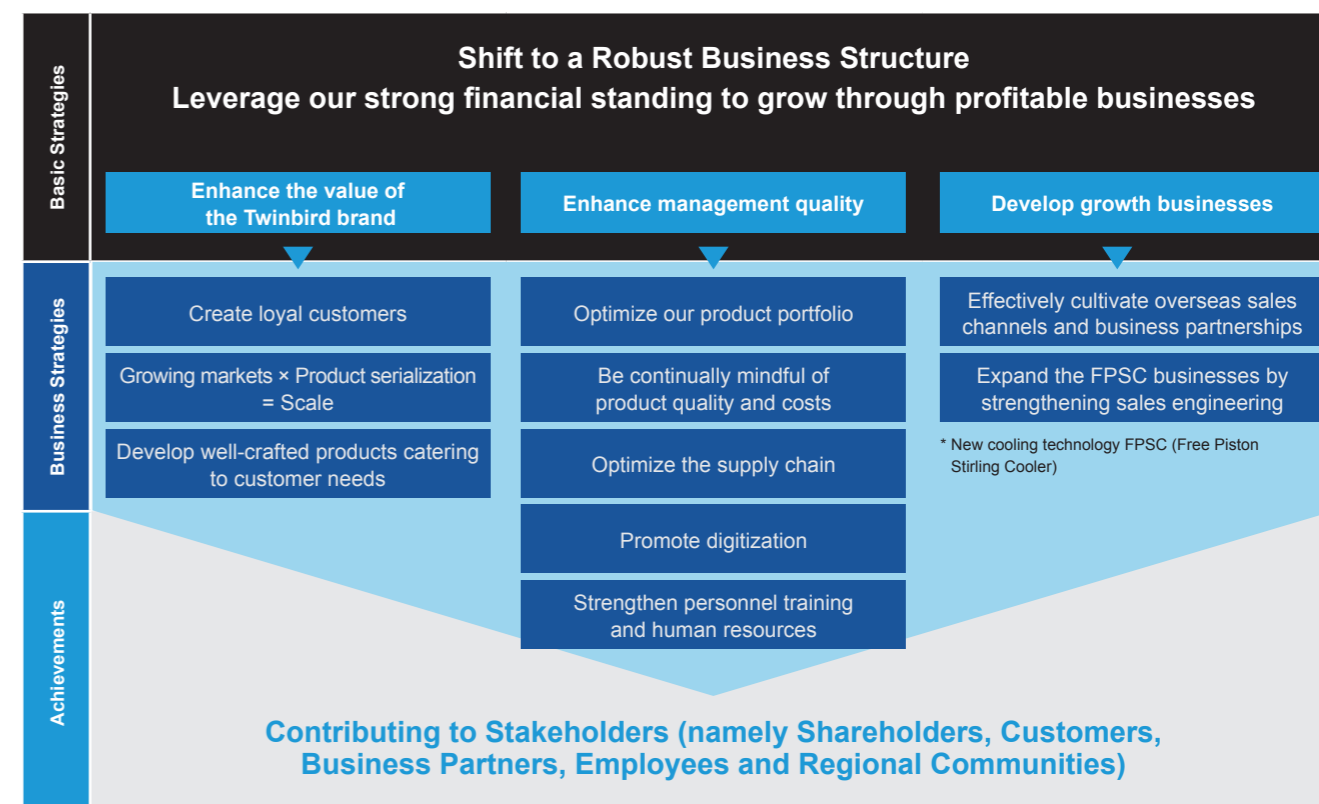 Basic Strategies
Shift to a Robust Business Structure
Leverage our strong financial standing to grow through profitable businesses
Enhance the value of
the Twinbird brand
Enhance management quality
Develop growth businesses
Business Strategies
Create loyal customers
Growing markets × Product serialization
= Scale
Develop well-crafted products catering
to customer needs
Optimize our product portfolio
Be continually mindful of
product quality and costs
Optimize the supply chain
Promote digitization
Strengthen personnel training
and human resources
Effectively cultivate overseas sales
channels and business partnerships
Expand the FPSC businesses by
strengthening sales engineering
* New cooling technology FPSC (Free Piston
Stirling Cooler)
Achievements
Contributing to Stakeholders (namely Shareholders, Customers,
Business Partners, Employees and Regional Communities)